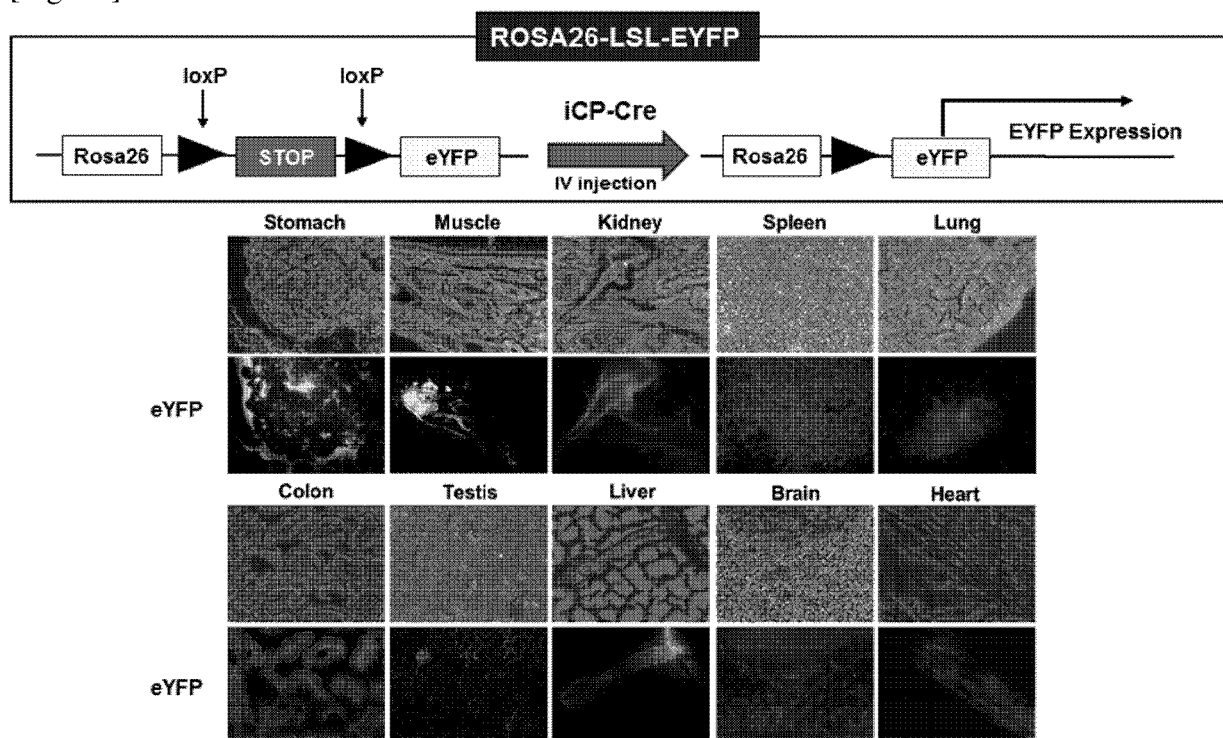 ROSA26-LSL-EYFP
loxP loxP
iCP-Cre
Rosa26 STOP eYFP Rosa26 eYFP EYFP Expression
IV injection
Stomach Muscle Kidney Spleen Lung
eYFP
Colon Testis Liver Brain Heart
eYFP